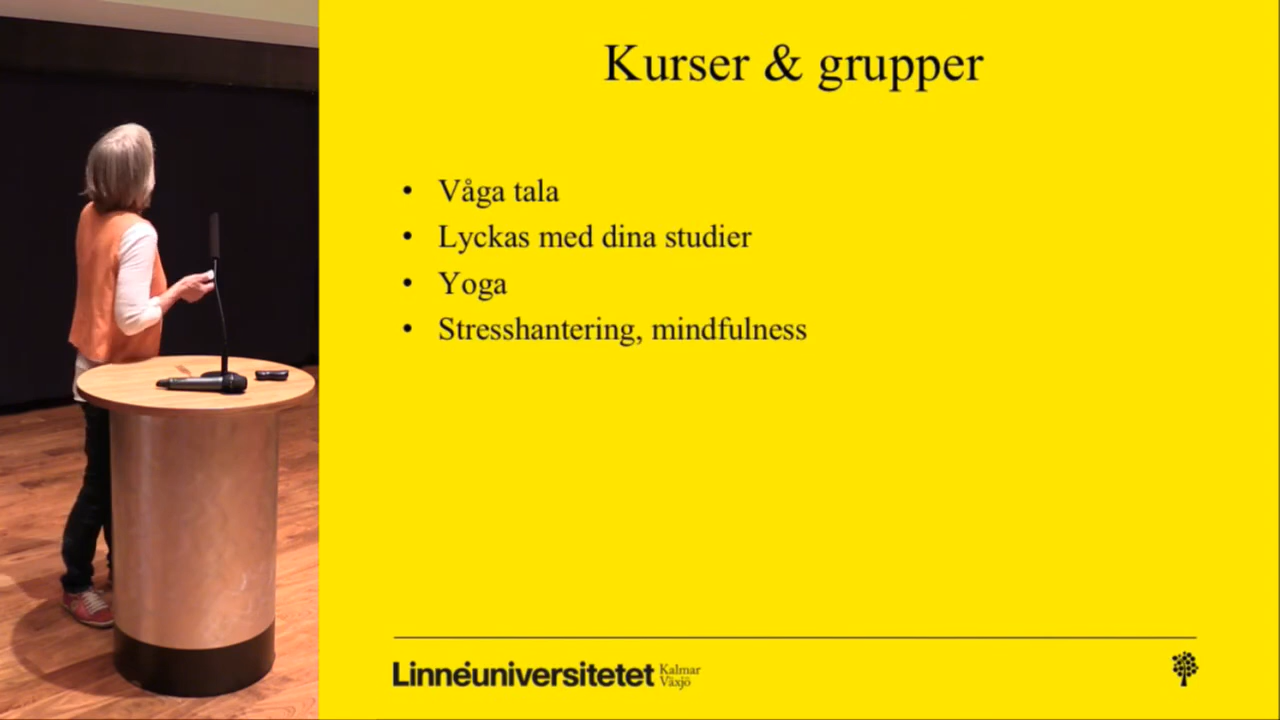 Kurser & grupper
• Våga tala
• Lyckas med dina studier
• Yoga
• Stresshantering, mindfulness
Linnéuniversitetet Kalmar
Växjö